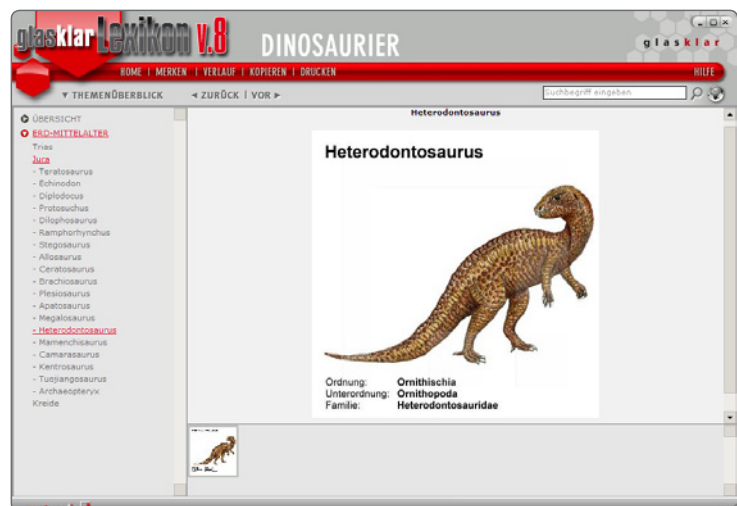 glasklar Lexikon v.8
DINOSAURIER
glasklar
HOME | MERKEN | VERLAUF | KOPIEREN | DRUCKEN
HILFE
▼ THEMENÜBERBLICK
◄ ZURÜCK | VOR ►
Suchbegriff eingeben
ÜBERSICHT
ERD-MITTELALTER
Trias
Jura
- Teratosaurus
- Echinodon
- Diplodocus
- Protosuchus
- Dilophosaurus
- Ramphorhynchus
- Stegosaurus
- Allosaurus
- Ceratosaurus
- Brachiosaurus
- Plesiosaurus
- Apatosaurus
- Megalosaurus
- Heterodontosaurus
- Mamenchisaurus
- Camarasaurus
- Kentrosaurus
- Tuojiangosaurus
- Archaeopteryx
Kreide
Heterodontosaurus
Heterodontosaurus
Ordnung: Ornithischia
Unterordnung: Ornithopoda
Familie: Heterodontosauridae